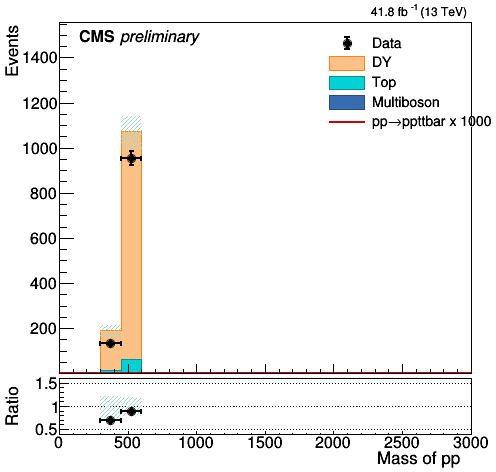 41.8 fb⁻¹ (13 TeV)
CMS preliminary
Events
1400
1200
1000
800
600
400
200
Data
DY
Top
Multiboson
pp→ppttbar x 1000
Ratio
1.5
1
0.5
0 500 1000 1500 2000 2500 3000
Mass of pp